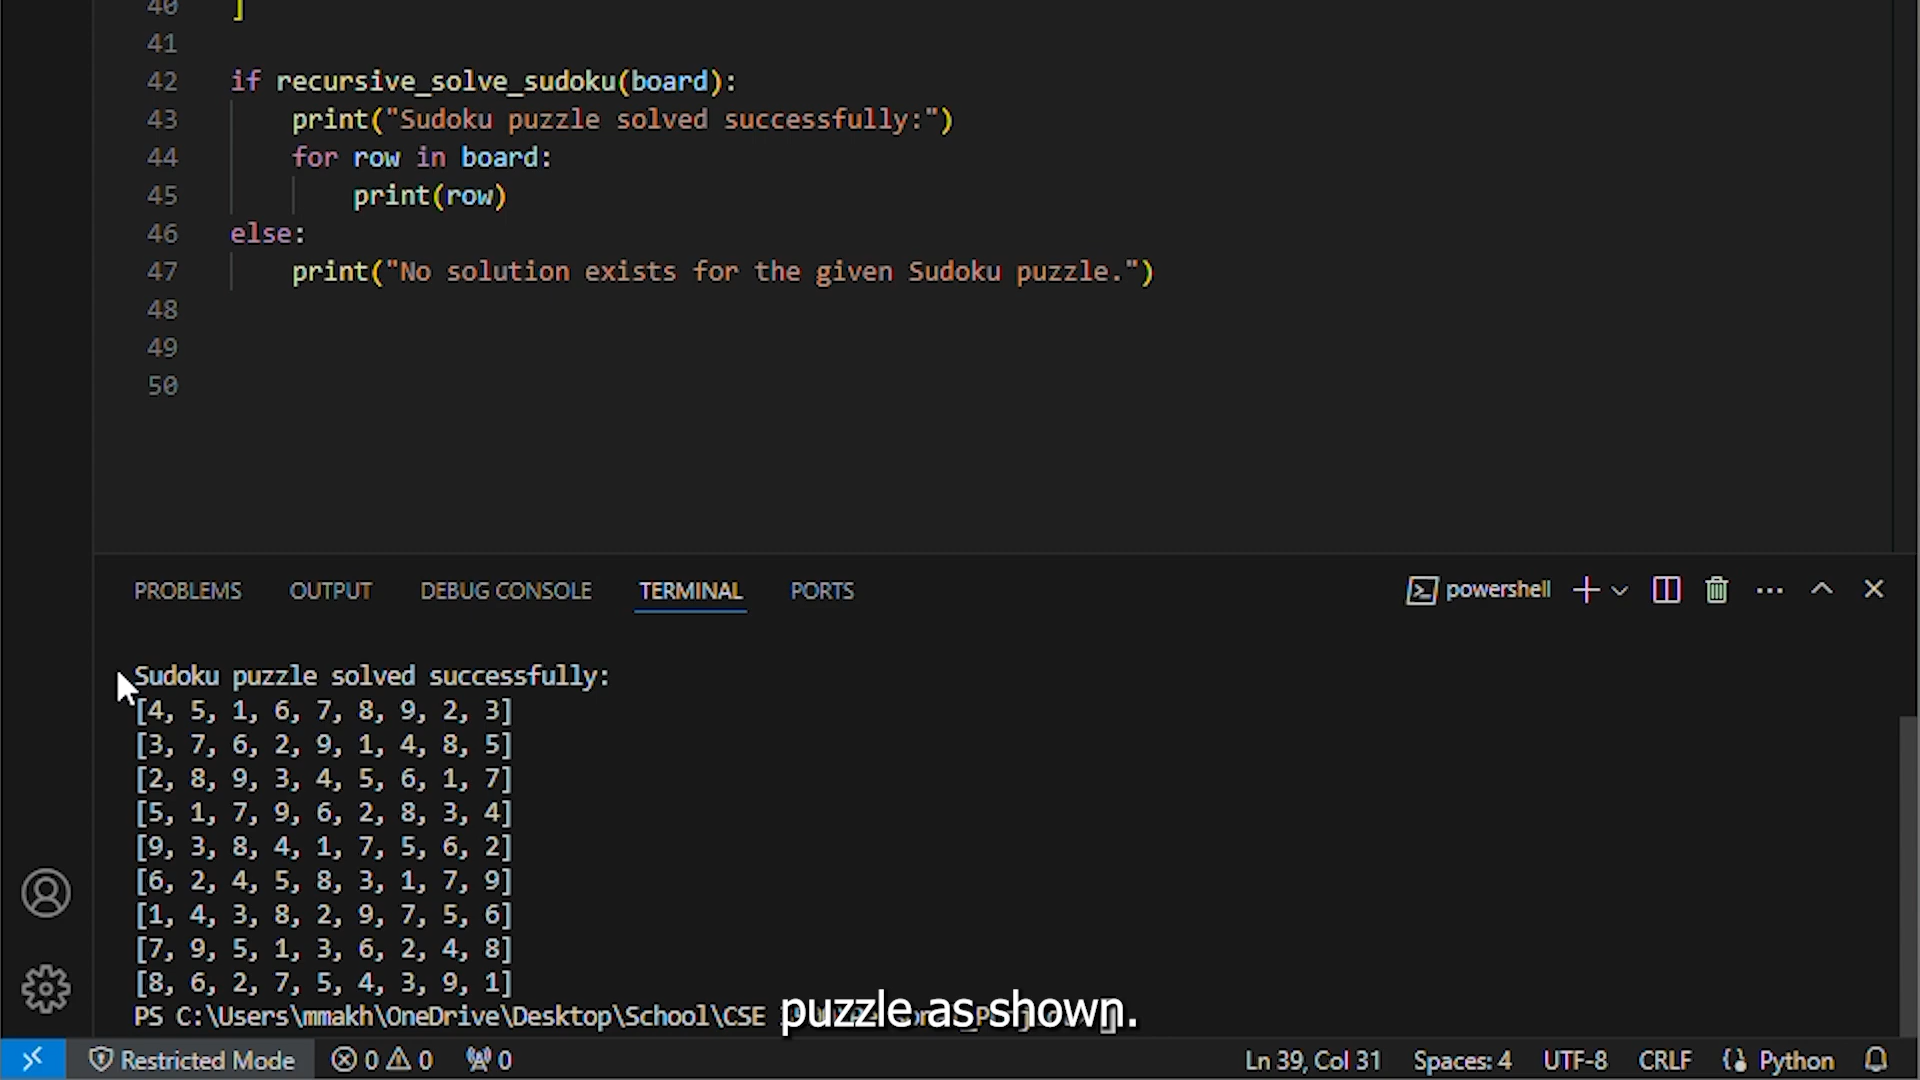 40 ]
41
42 if recursive_solve_sudoku(board):
43 print("Sudoku puzzle solved successfully:")
44 for row in board:
45 print(row)
46 else:
47 print("No solution exists for the given Sudoku puzzle.")
48
49
50
PROBLEMS OUTPUT DEBUG CONSOLE TERMINAL PORTS powershell
Sudoku puzzle solved successfully:
[4, 5, 1, 6, 7, 8, 9, 2, 3]
[3, 7, 6, 2, 9, 1, 4, 8, 5]
[2, 8, 9, 3, 4, 5, 6, 1, 7]
[5, 1, 7, 9, 6, 2, 8, 3, 4]
[9, 3, 8, 4, 1, 7, 5, 6, 2]
[6, 2, 4, 5, 8, 3, 1, 7, 9]
[1, 4, 3, 8, 2, 9, 7, 5, 6]
[7, 9, 5, 1, 3, 6, 2, 4, 8]
[8, 6, 2, 7, 5, 4, 3, 9, 1]
PS C:\Users\mmakh\OneDrive\Desktop\School\CSE
puzzle as shown.
Restricted Mode 0 0 0 Ln 39, Col 31 Spaces: 4 UTF-8 CRLF Python